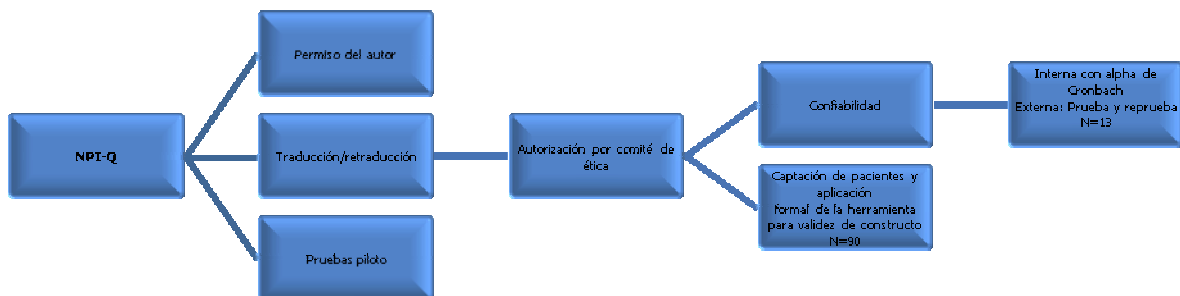 NPI-Q
Permiso del autor
Traducción/retraducción
Pruebas piloto
Autorización por comité de
ética
Confiabilidad
Captación de pacientes y
aplicación
formal de la herramienta
para validez de constructo
N=90
Interna con alpha de
Cronbach
Externa: Prueba y reprueba
N=13